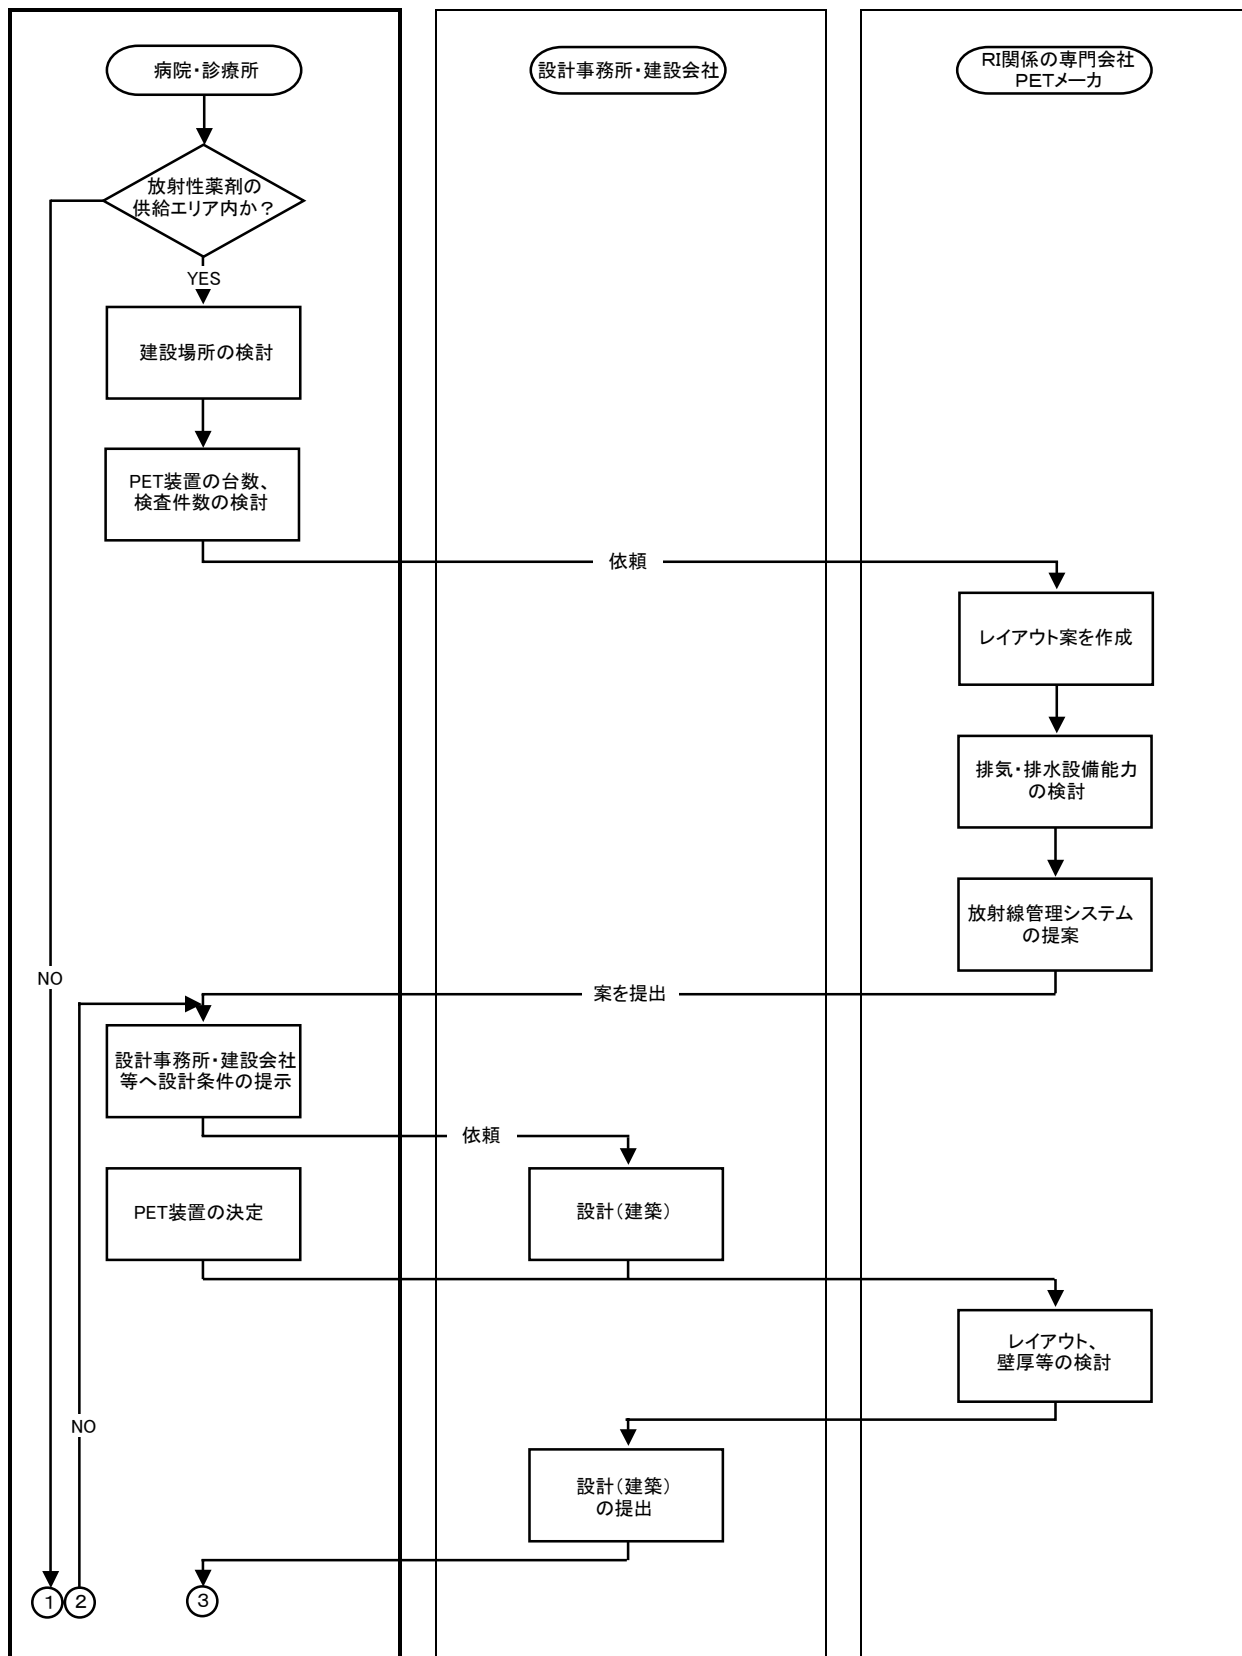 病院・診療所
設計事務所・建設会社
RI関係の専門会社
PETメーカ
放射性薬剤の
供給エリア内か？
YES
建設場所の検討
PET装置の台数、
検査件数の検討
依頼
レイアウト案を作成
排気・排水設備能力
の検討
放射線管理システム
の提案
NO
案を提出
設計事務所・建設会社
等へ設計条件の提示
依頼
PET装置の決定
設計（建築）
レイアウト、
壁厚等の検討
NO
設計（建築）
の提出
1
2
3